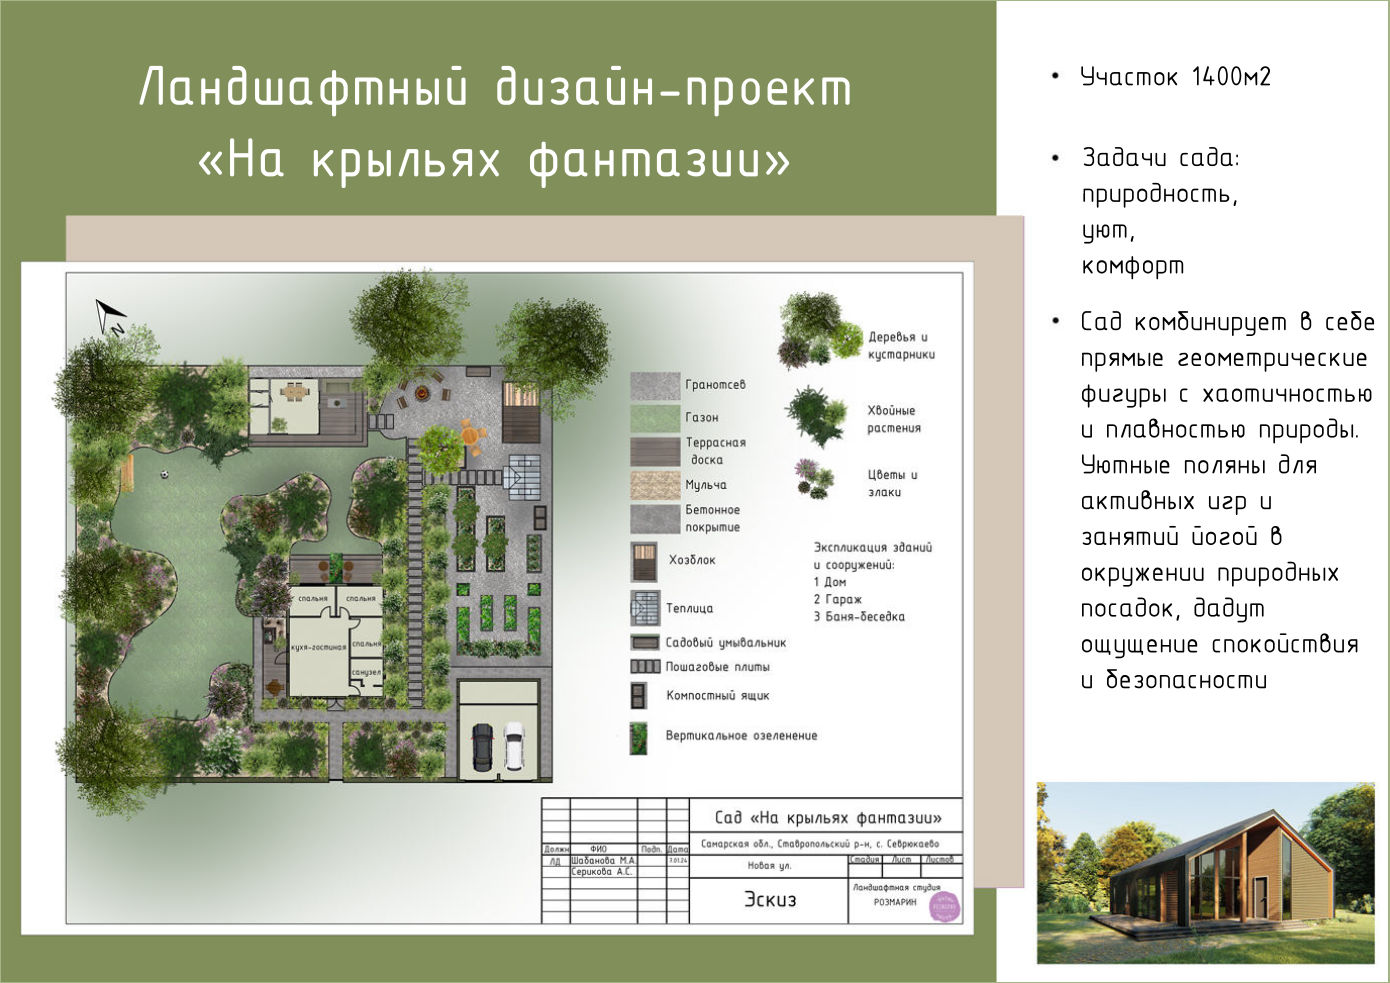 Ландшафтный дизайн-проект
«На крыльях фантазии»
• Участок 1400м2
• Задачи сада:
природность,
уют,
комфорт
• Сад комбинирует в себе
прямые геометрические
фигуры с хаотичностью
и плавностью природы.
Уютные поляны для
активных игр и
занятий йогой в
окружении природных
посадок, дадут
ощущение спокойствия
и безопасности
N
спальня
спальня
кухя-гостиная
спальня
санузел
Гранотсев
Газон
Террасная
доска
Мульча
Бетонное
покрытие
Хозблок
Теплица
Садовый умывальник
Пошаговые плиты
Компостный ящик
Вертикальное озеленение
Деревья и
кустарники
Хвойные
растения
Цветы и
злаки
Экспликация зданий
и сооружений:
1 Дом
2 Гараж
3 Баня-беседка
Сад «На крыльях фантазии»
Самарская обл., Ставропольский р-н, с. Севрюкаево
Должн ФИО Подп. Дата
ЛД Шабанова М.А. 7.01.24
Серикова А.С.
Новая ул.
Стадия Лист Листов
Эскиз
Ландшафтная студия
РОЗМАРИН